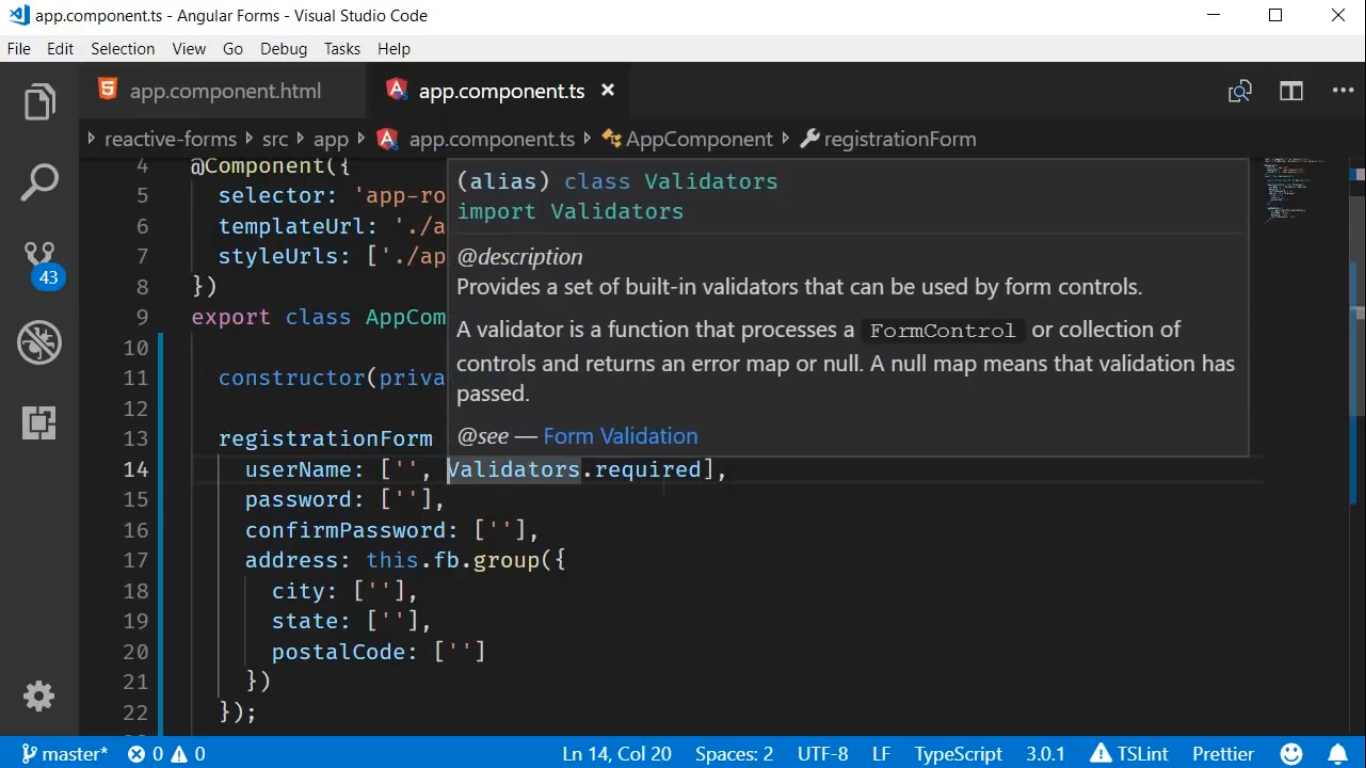 app.component.ts - Angular Forms - Visual Studio Code
File Edit Selection View Go Debug Tasks Help
app.component.html app.component.ts
reactive-forms src app app.component.ts AppComponent registrationForm
4 @Component({
5 selector: 'app-ro
6 templateUrl: './a
7 styleUrls: ['./ap
8 })
9 export class AppCom
10
11 constructor(priva
12
13 registrationForm
(alias) class Validators
import Validators
@description
Provides a set of built-in validators that can be used by form controls.
A validator is a function that processes a FormControl or collection of
controls and returns an error map or null. A null map means that validation has
passed.
@see — Form Validation
14 userName: ['', Validators.required],
15 password: [''],
16 confirmPassword: [''],
17 address: this.fb.group({
18 city: [''],
19 state: [''],
20 postalCode: ['']
21 })
22 });
43
master* 0 0 Ln 14, Col 20 Spaces: 2 UTF-8 LF TypeScript 3.0.1 TSLint Prettier